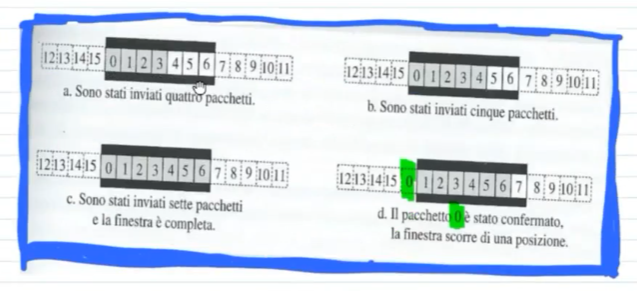 12 13 14 15 0 1 2 3 4 5 6 7 8 9 10 11
a. Sono stati inviati quattro pacchetti.
12 13 14 15 0 1 2 3 4 5 6 7 8 9 10 11
b. Sono stati inviati cinque pacchetti.
12 13 14 15 0 1 2 3 4 5 6 7 8 9 10 11
c. Sono stati inviati sette pacchetti
e la finestra è completa.
12 13 14 15 0 1 2 3 4 5 6 7 8 9 10 11
d. Il pacchetto 0 è stato confermato,
la finestra scorre di una posizione.